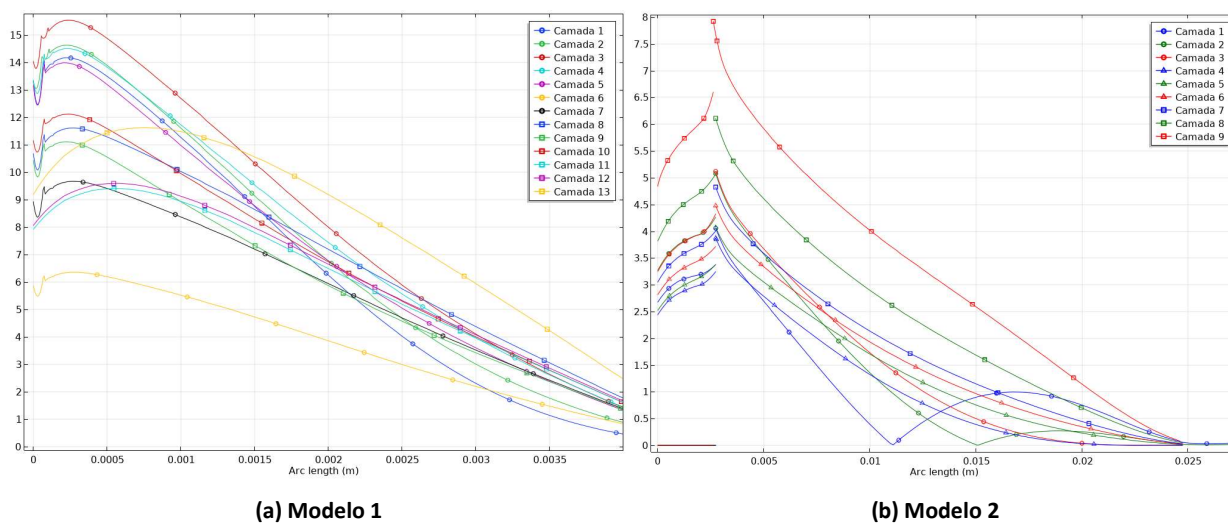 15
14
13
12
11
10
9
8
7
6
5
4
3
2
1
0
0 0.0005 0.001 0.0015 0.002 0.0025 0.003 0.0035
Arc length (m)
Camada 1
Camada 2
Camada 3
Camada 4
Camada 5
Camada 6
Camada 7
Camada 8
Camada 9
Camada 10
Camada 11
Camada 12
Camada 13
(a) Modelo 1
8
7.5
7
6.5
6
5.5
5
4.5
4
3.5
3
2.5
2
1.5
1
0.5
0
0 0.005 0.01 0.015 0.02 0.025
Arc length (m)
Camada 1
Camada 2
Camada 3
Camada 4
Camada 5
Camada 6
Camada 7
Camada 8
Camada 9
(b) Modelo 2